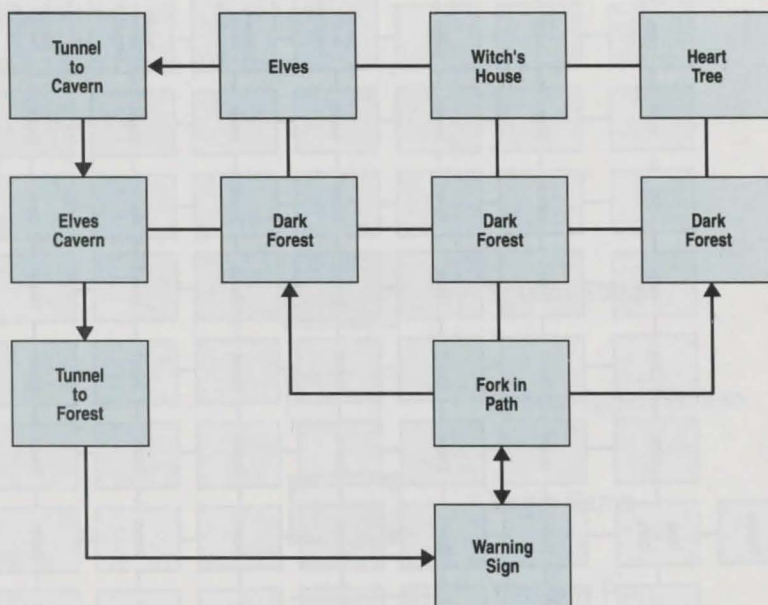 Tunnel
to
Cavern
Elves
Witch's
House
Heart
Tree
Elves
Cavern
Dark
Forest
Dark
Forest
Dark
Forest
Tunnel
to
Forest
Fork in
Path
Warning
Sign